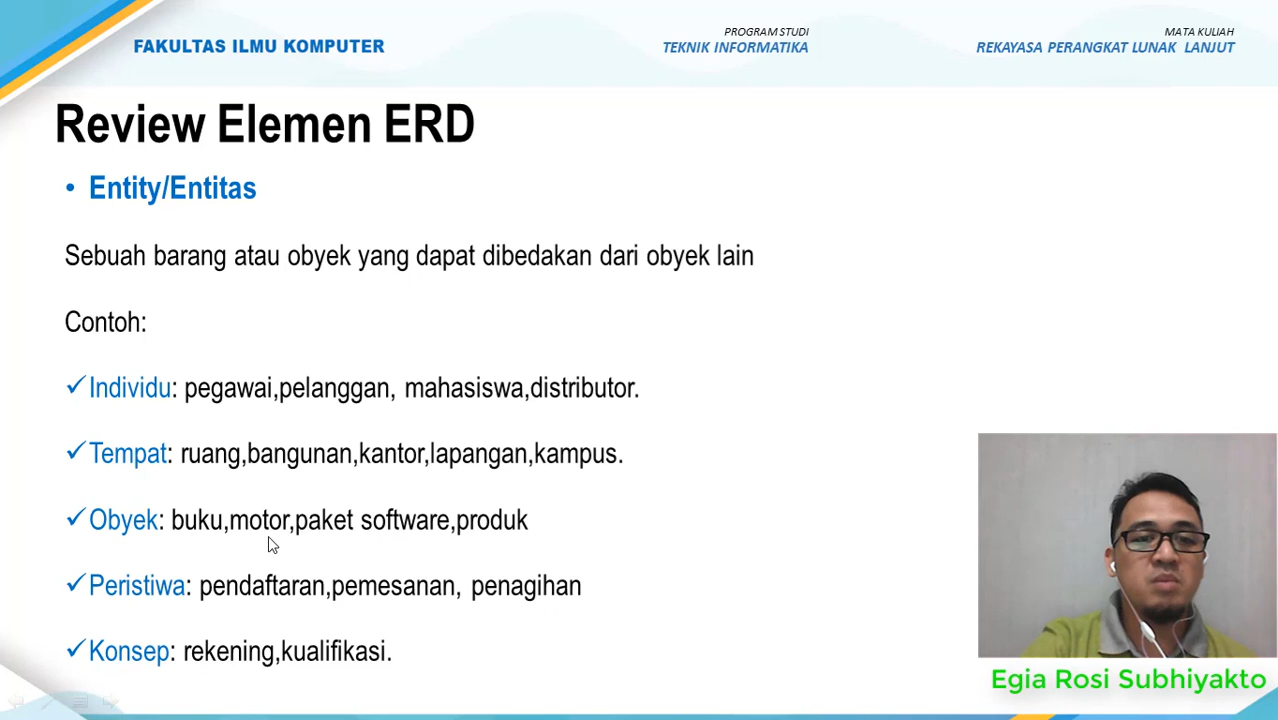 FAKULTAS ILMU KOMPUTER
PROGRAM STUDI
TEKNIK INFORMATIKA
MATA KULIAH
REKAYASA PERANGKAT LUNAK LANJUT
Review Elemen ERD
• Entity/Entitas
Sebuah barang atau obyek yang dapat dibedakan dari obyek lain
Contoh:
✓Individu: pegawai,pelanggan, mahasiswa,distributor.
✓Tempat: ruang,bangunan,kantor,lapangan,kampus.
✓Obyek: buku,motor,paket software,produk
✓Peristiwa: pendaftaran,pemesanan, penagihan
✓Konsep: rekening,kualifikasi.
Egia Rosi Subhiyakto